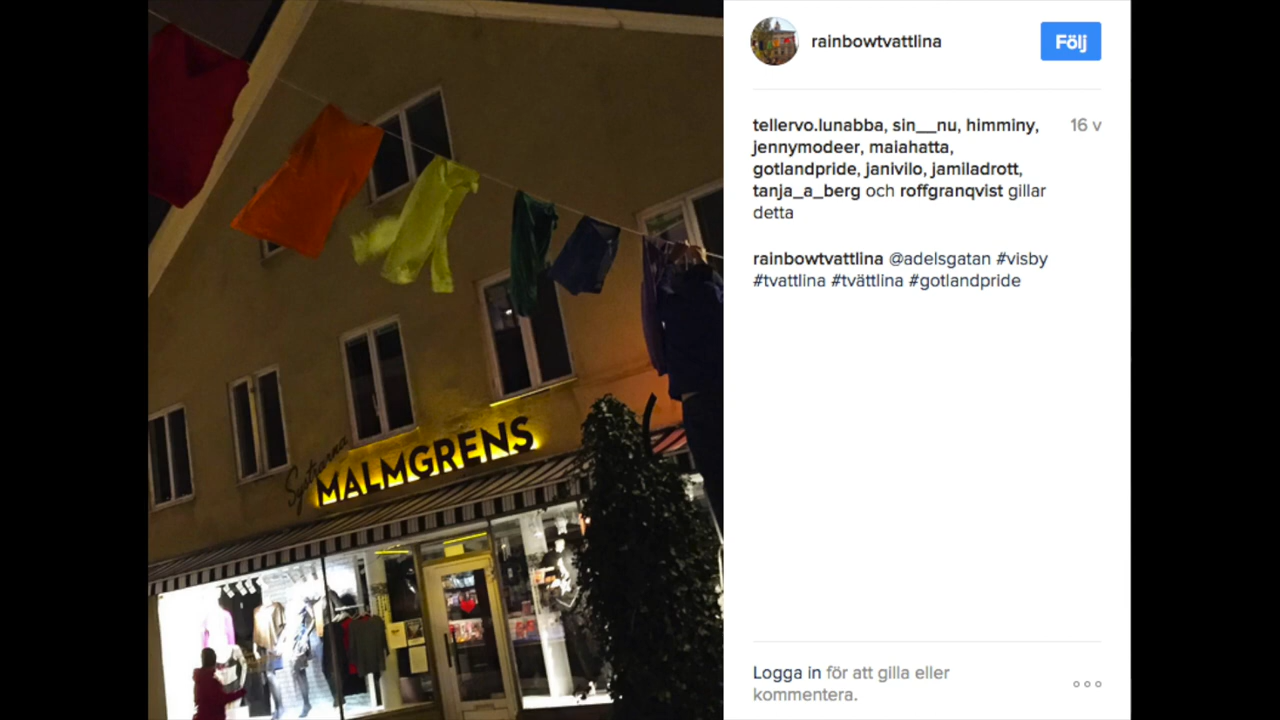 Systrarna
MALMGRENS
rainbowtvattlina
Följ
tellervo.lunabba, sin__nu, himminy,
16 v
jennymodeer, maiahatta,
gotlandpride, janivilo, jamiladrott,
tanja_a_berg och roffgranqvist gillar
detta
rainbowtvattlina @adelsgatan #visby
#tvattlina #tvättlina #gotlandpride
Logga in för att gilla eller
kommentera.